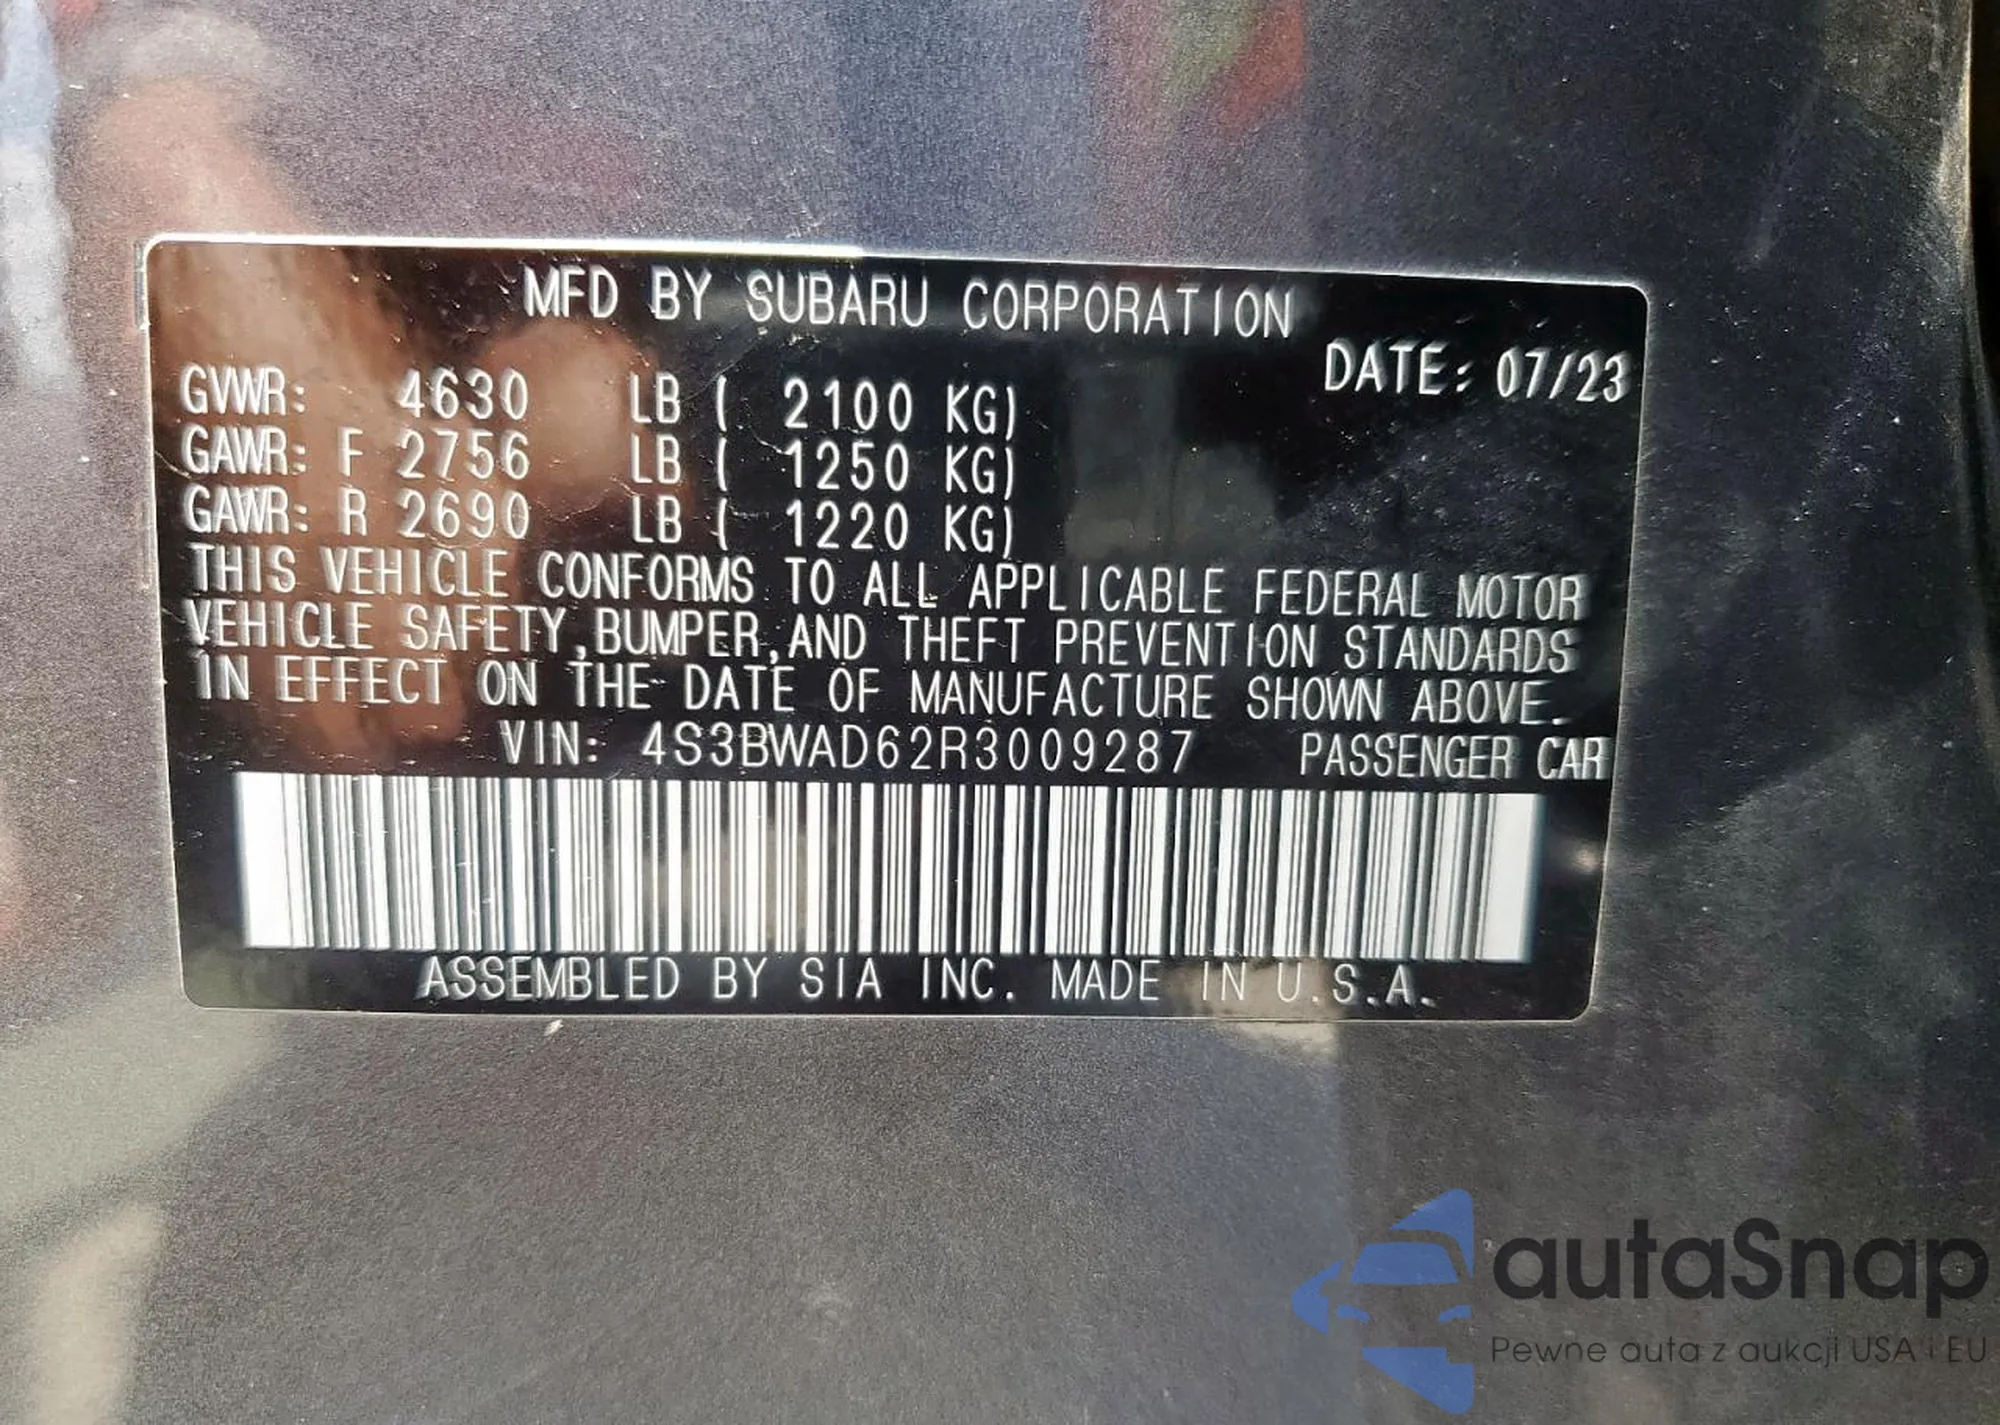 MFD BY SUBARU CORPORATION
DATE: 07/23
GVWR: 4630 LB ( 2100 KG)
GAWR: F 2756 LB ( 1250 KG)
GAWR: R 2690 LB ( 1220 KG)
THIS VEHICLE CONFORMS TO ALL APPLICABLE FEDERAL MOTOR
VEHICLE SAFETY,BUMPER,AND THEFT PREVENTION STANDARDS
IN EFFECT ON THE DATE OF MANUFACTURE SHOWN ABOVE.
VIN: 4S3BWAD62R3009287 PASSENGER CAR
ASSEMBLED BY SIA INC. MADE IN U.S.A.
autaSnap
Pewne auta z aukcji USA i EU